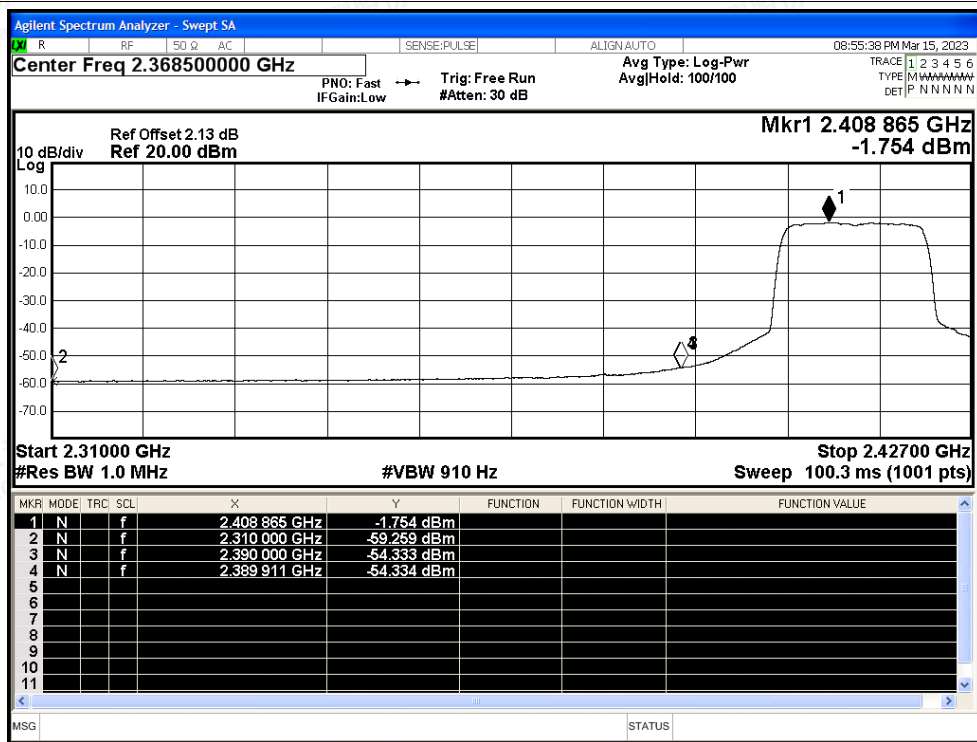 Agilent Spectrum Analyzer - Swept SA
LXI R RF 50 Ω AC SENSE:PULSE ALIGN AUTO 08:55:38 PM Mar 15, 2023
Center Freq 2.368500000 GHz
PNO: Fast
IFGain:Low
Trig: Free Run
#Atten: 30 dB
Avg Type: Log-Pwr
Avg|Hold: 100/100
TRACE 1 2 3 4 5 6
TYPE M
DET P N N N N N
Mkr1 2.408 865 GHz
-1.754 dBm
Ref Offset 2.13 dB
10 dB/div Ref 20.00 dBm
Log
10.0
0.00
-10.0
-20.0
-30.0
-40.0
-50.0
-60.0
-70.0
1
2
Start 2.31000 GHz Stop 2.42700 GHz
#Res BW 1.0 MHz #VBW 910 Hz Sweep 100.3 ms (1001 pts)
MKR MODE TRC SCL X Y FUNCTION FUNCTION WIDTH FUNCTION VALUE
1 N f 2.408 865 GHz -1.754 dBm
2 N f 2.310 000 GHz -59.259 dBm
3 N f 2.390 000 GHz -54.333 dBm
4 N f 2.389 911 GHz -54.334 dBm
5
6
7
8
9
10
11
MSG STATUS